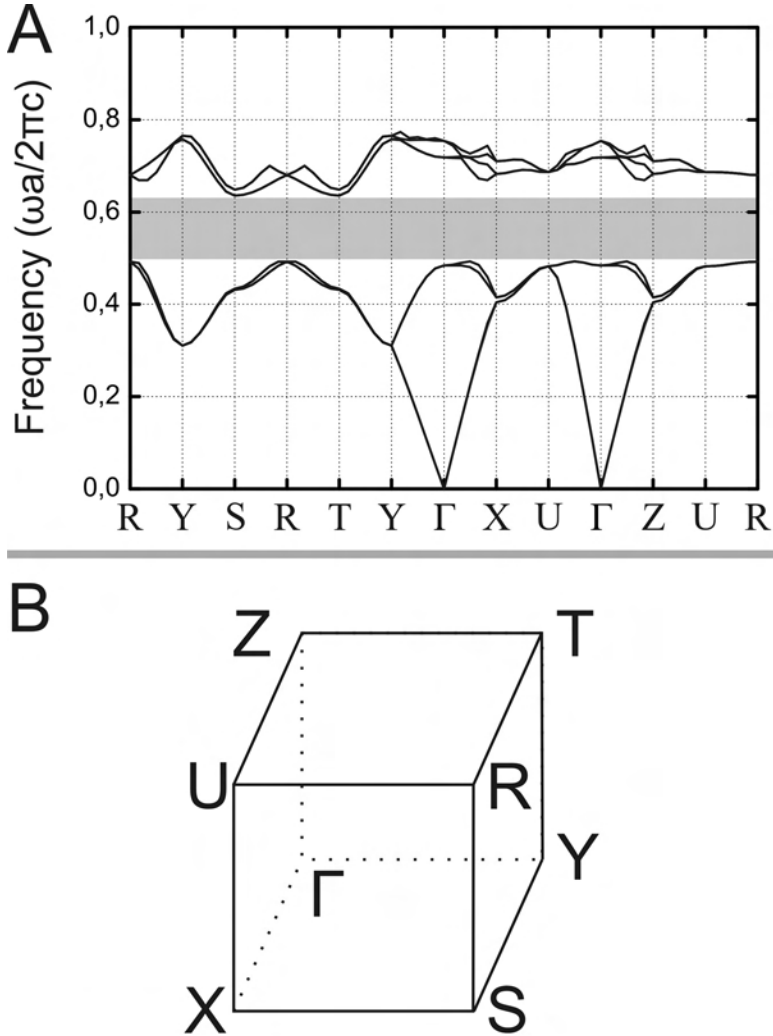 A
Frequency (ωa/2πc)
1,0
0,8
0,6
0,4
0,2
0,0
R Y S R T Y Γ X U Γ Z U R
B
Z T
U R
Γ Y
X S